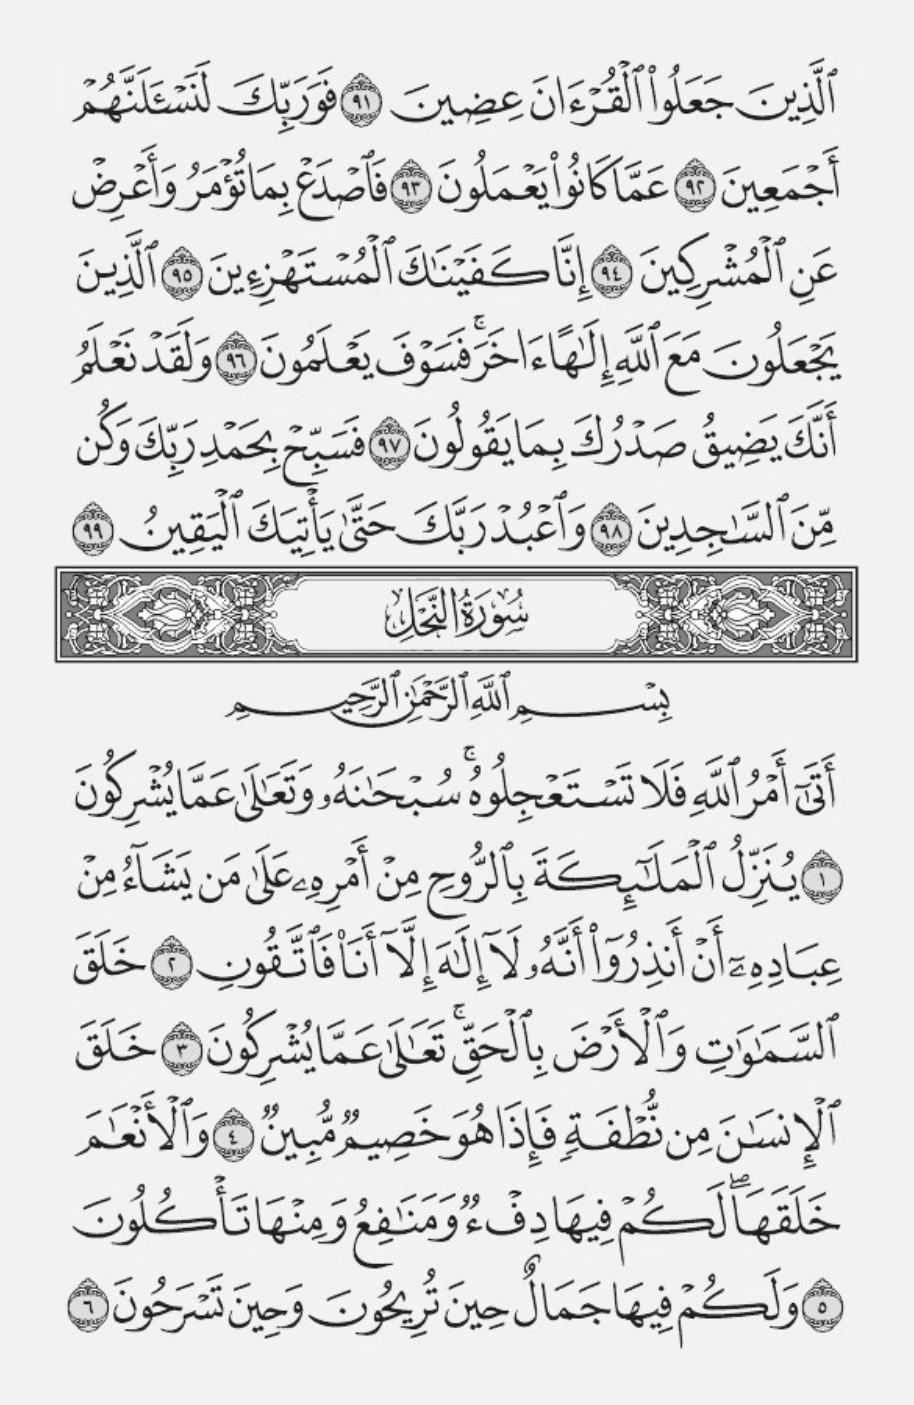 ٱلَّذِينَ جَعَلُوا۟ ٱلْقُرْءَانَ عِضِينَ ٩١ فَوَرَبِّكَ لَنَسْـَٔلَنَّهُمْ
أَجْمَعِينَ ٩٢ عَمَّا كَانُوا۟ يَعْمَلُونَ ٩٣ فَٱصْدَعْ بِمَا تُؤْمَرُ وَأَعْرِضْ
عَنِ ٱلْمُشْرِكِينَ ٩٤ إِنَّا كَفَيْنَـٰكَ ٱلْمُسْتَهْزِءِينَ ٩٥ ٱلَّذِينَ
يَجْعَلُونَ مَعَ ٱللَّهِ إِلَـٰهًا ءَاخَرَ ۚ فَسَوْفَ يَعْلَمُونَ ٩٦ وَلَقَدْ نَعْلَمُ
أَنَّكَ يَضِيقُ صَدْرُكَ بِمَا يَقُولُونَ ٩٧ فَسَبِّحْ بِحَمْدِ رَبِّكَ وَكُن
مِّنَ ٱلسَّـٰجِدِينَ ٩٨ وَٱعْبُدْ رَبَّكَ حَتَّىٰ يَأْتِيَكَ ٱلْيَقِينُ ٩٩
سُورَةُ النَّحْلِ
بِسْمِ ٱللَّهِ ٱلرَّحْمَـٰنِ ٱلرَّحِيمِ
أَتَىٰٓ أَمْرُ ٱللَّهِ فَلَا تَسْتَعْجِلُوهُ ۚ سُبْحَـٰنَهُۥ وَتَعَـٰلَىٰ عَمَّا يُشْرِكُونَ
١ يُنَزِّلُ ٱلْمَلَـٰٓئِكَةَ بِٱلرُّوحِ مِنْ أَمْرِهِۦ عَلَىٰ مَن يَشَآءُ مِنْ
عِبَادِهِۦٓ أَنْ أَنذِرُوٓا۟ أَنَّهُۥ لَآ إِلَـٰهَ إِلَّآ أَنَا۠ فَٱتَّقُونِ ٢ خَلَقَ
ٱلسَّمَـٰوَٰتِ وَٱلْأَرْضَ بِٱلْحَقِّ ۚ تَعَـٰلَىٰ عَمَّا يُشْرِكُونَ ٣ خَلَقَ
ٱلْإِنسَـٰنَ مِن نُّطْفَةٍ فَإِذَا هُوَ خَصِيمٌ مُّبِينٌ ٤ وَٱلْأَنْعَـٰمَ
خَلَقَهَا ۗ لَكُمْ فِيهَا دِفْءٌ وَمَنَـٰفِعُ وَمِنْهَا تَأْكُلُونَ
٥ وَلَكُمْ فِيهَا جَمَالٌ حِينَ تُرِيحُونَ وَحِينَ تَسْرَحُونَ ٦